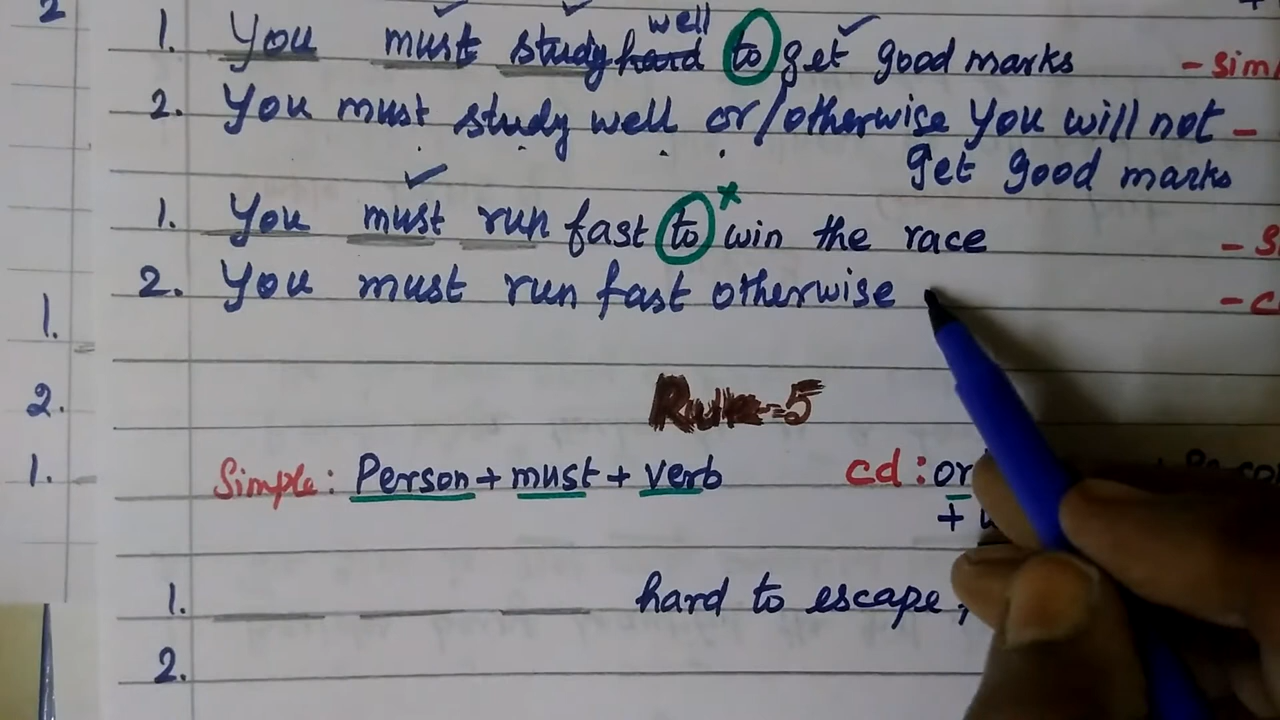 2
1. You must study hard well to get good marks - sim
2. You must study well or/otherwise you will not -
get good marks
1. You must run fast to x win the race - s
2. You must run fast otherwise - c
1.
Rule-5
2.
1. Simple: Person + must + verb cd: or
+
1. hard to escape,
2.